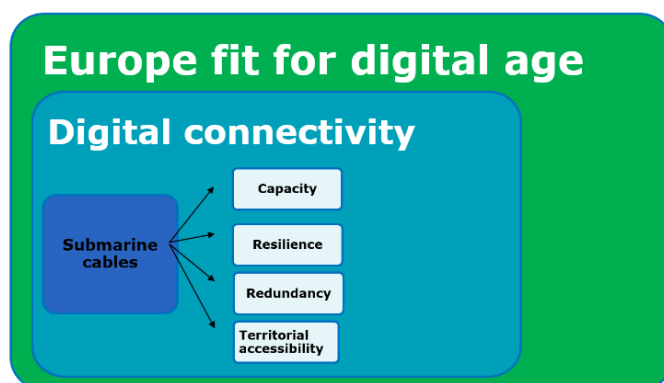 Europe fit for digital age
Digital connectivity
Submarine
cables
Capacity
Resilience
Redundancy
Territorial
accessibility